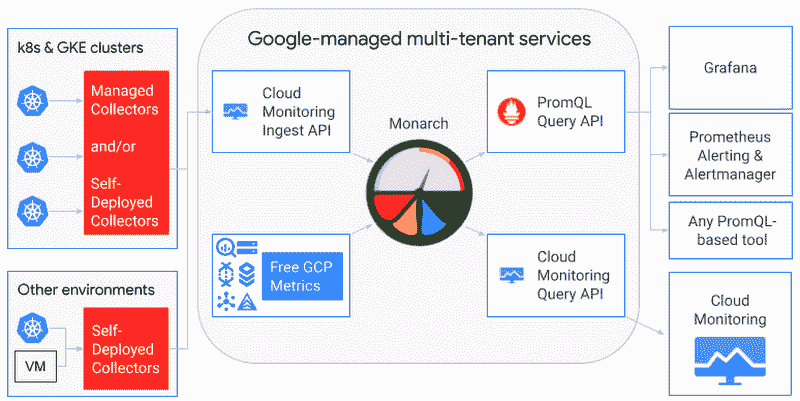 k8s & GKE clusters
Managed
Collectors
and/or
Self-
Deployed
Collectors
Other environments
VM
Self-
Deployed
Collectors
Google-managed multi-tenant services
Cloud
Monitoring
Ingest API
Free GCP
Metrics
Monarch
PromQL
Query API
Cloud
Monitoring
Query API
Grafana
Prometheus
Alerting &
Alertmanager
Any PromQL-
based tool
Cloud
Monitoring